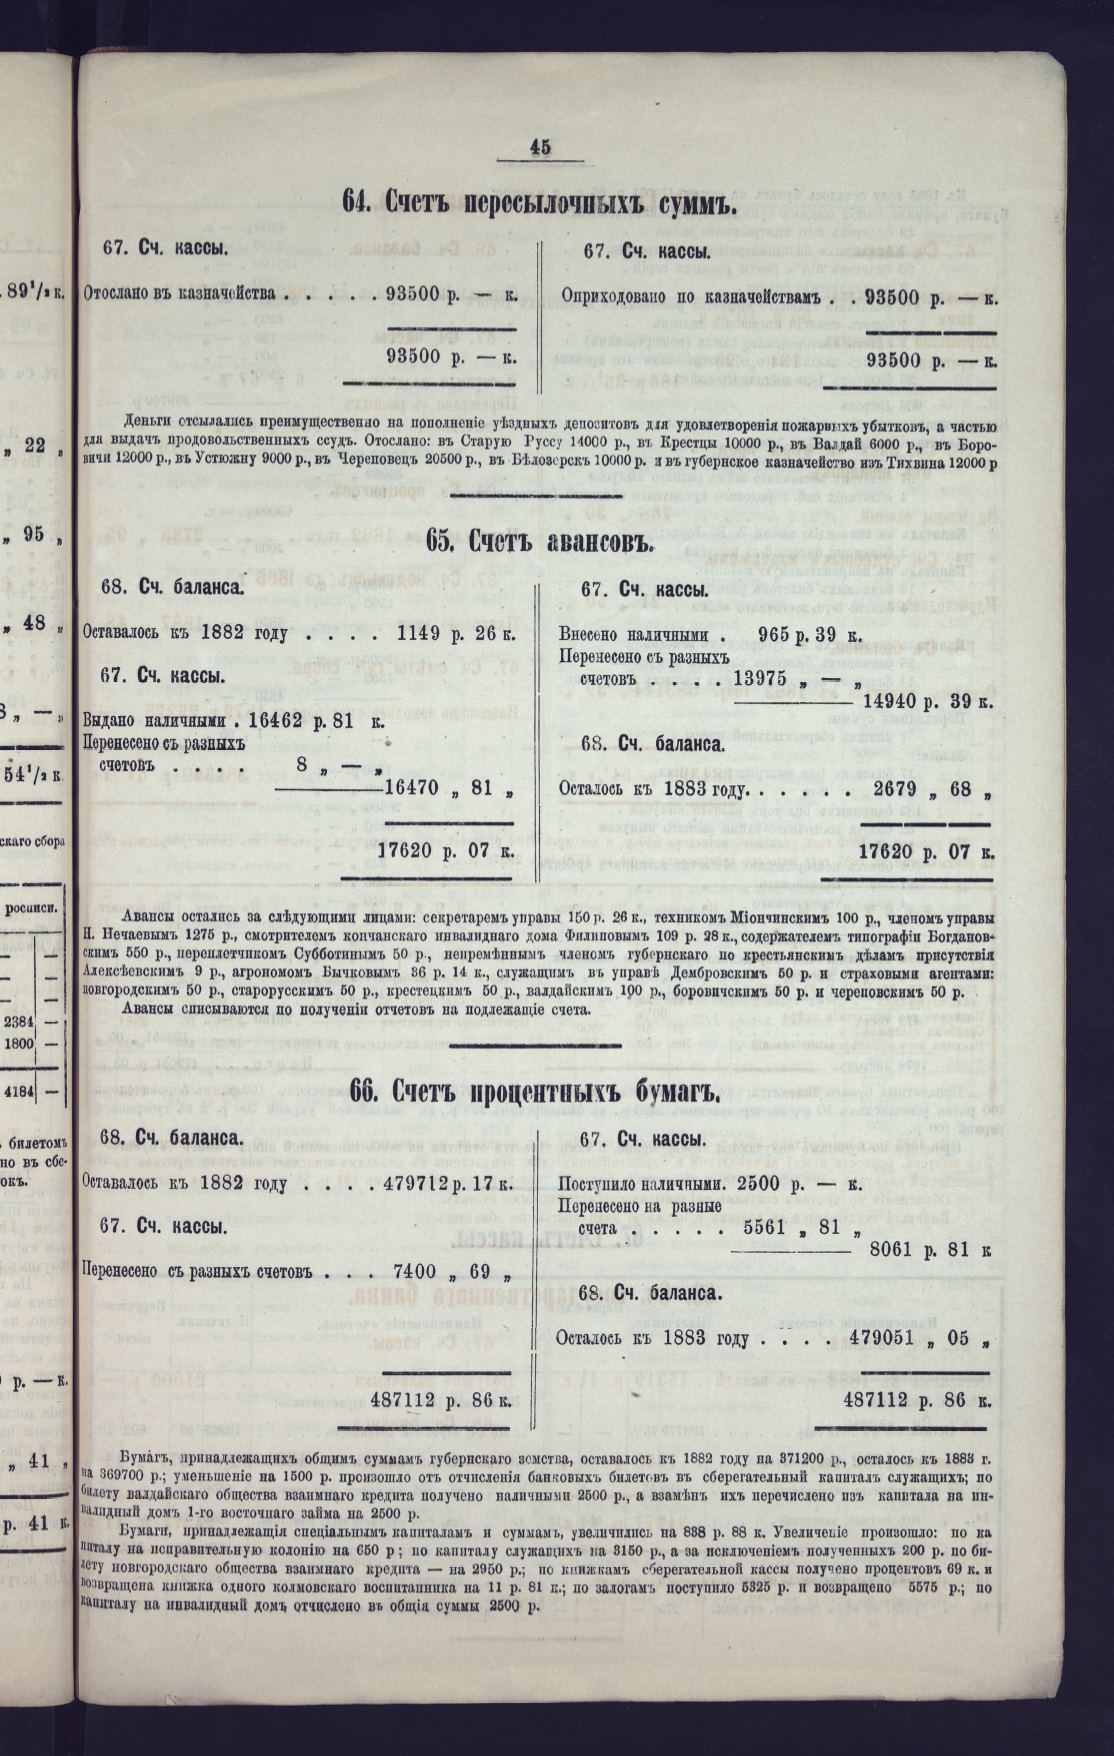 45
64. Счетъ пересылочныхъ суммъ.
67. Сч. кассы.
Отослано въ казначейства . . . . . 93500 р. — к.
93500 р. — к.
67. Сч. кассы.
Оприходовано по казначействамъ . . 93500 р. — к.
93500 р. — к.
Деньги отсылались преимущественно на пополненіе уѣздныхъ депозитовъ для удовлетворенія пожарныхъ убытковъ, а частью
для выдачъ продовольственныхъ ссудъ. Отослано: въ Старую Руссу 14000 р., въ Крестцы 10000 р., въ Валдай 6000 р., въ Боро-
вичи 12000 р., въ Устюжну 9000 р., въ Череповецъ 20500 р., въ Бѣлозерскъ 10000 р. и въ губернское казначейство изъ Тихвина 12000 р
65. Счетъ авансовъ.
68. Сч. баланса.
Оставалось къ 1882 году . . . . 1149 р. 26 к.
67. Сч. кассы.
Выдано наличными . 16462 р. 81 к.
Перенесено съ разныхъ
счетовъ . . . . 8 „ — „
16470 „ 81 „
17620 р. 07 к.
67. Сч. кассы.
Внесено наличными . 965 р. 39 к.
Перенесено съ разныхъ
счетовъ . . . . 13975 „ — „
14940 р. 39 к.
68. Сч. баланса.
Осталось къ 1883 году. . . . . . 2679 „ 68 „
17620 р. 07 к.
Авансы остались за слѣдующими лицами: секретаремъ управы 150 р. 26 к., техникомъ Міончинскимъ 100 р., членомъ управы
Н. Нечаевымъ 1275 р., смотрителемъ копчанскаго инвалиднаго дома Филиповымъ 109 р. 28 к., содержателемъ типографіи Богданов-
скимъ 550 р., переплетчикомъ Субботинымъ 50 р., непремѣннымъ членомъ губернскаго по крестьянскимъ дѣламъ присутствія
Алексѣевскимъ 9 р., агрономомъ Бычковымъ 36 р. 14 к., служащимъ въ управѣ Дембровскимъ 50 р. и страховыми агентами:
новгородскимъ 50 р., старорусскимъ 50 р., крестецкимъ 50 р., валдайскимъ 100 р., боровичскимъ 50 р. и череповскимъ 50 р.
Авансы списываются по полученіи отчетовъ на подлежащіе счета.
66. Счетъ процентныхъ бумагъ.
68. Сч. баланса.
Оставалось къ 1882 году . . . . 479712 р. 17 к.
67. Сч. кассы.
Перенесено съ разныхъ счетовъ . . . 7400 „ 69 „
487112 р. 86 к.
67. Сч. кассы.
Поступило наличными. 2500 р. — к.
Перенесено на разные
счета . . . . . 5561 „ 81 „
8061 р. 81 к
68. Сч. баланса.
Осталось къ 1883 году . . . . 479051 „ 05 „
487112 р. 86 к.
Бумагъ, принадлежащихъ общимъ суммамъ губернскаго земства, оставалось къ 1882 году на 371200 р., осталось къ 1883 г.
на 369700 р.; уменьшеніе на 1500 р. произошло отъ отчисленія банковыхъ билетовъ въ сберегательный капиталъ служащихъ; по
билету валдайскаго общества взаимнаго кредита получено наличными 2500 р., а взамѣнъ ихъ перечислено изъ капитала на ин-
валидный домъ 1-го восточнаго займа на 2500 р.
Бумаги, принадлежащія спеціальнымъ капиталамъ и суммамъ, увеличились на 838 р. 88 к. Увеличеніе произошло: по ка
питалу на исправительную колонію на 650 р ; по капиталу служащихъ на 3150 р., а за исключеніемъ полученныхъ 200 р. по би-
лету новгородскаго общества взаимнаго кредита — на 2950 р.; по книжкамъ сберегательной кассы получено процентовъ 69 к. и
возвращена книжка одного колмовскаго воспитанника на 11 р. 81 к.; по залогамъ поступило 5325 р. и возвращено 5575 р.; по
капиталу на инвалидный домъ отчислено въ общія суммы 2500 р.